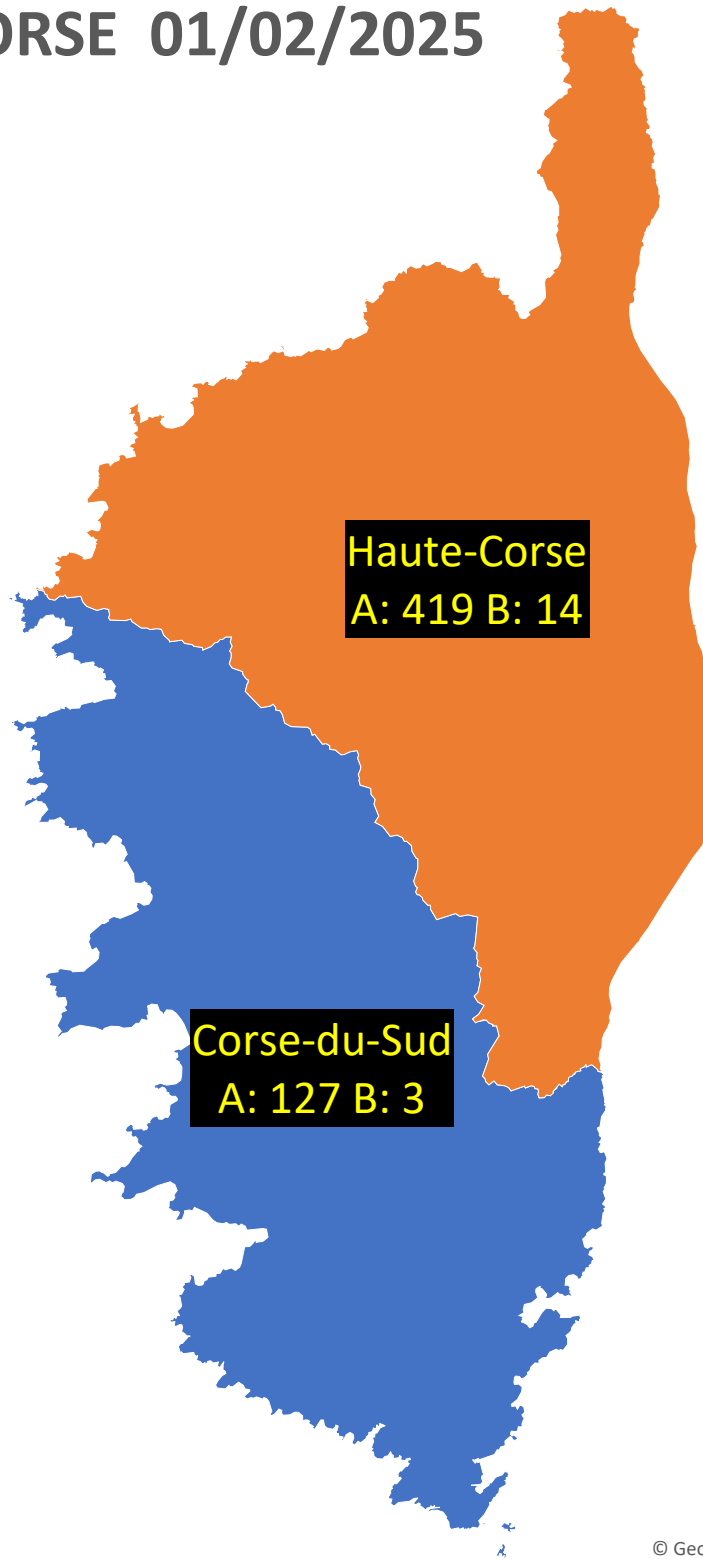 ORSE 01/02/2025
Haute-Corse
A: 419 B: 14
Corse-du-Sud
A: 127 B: 3
© Geo